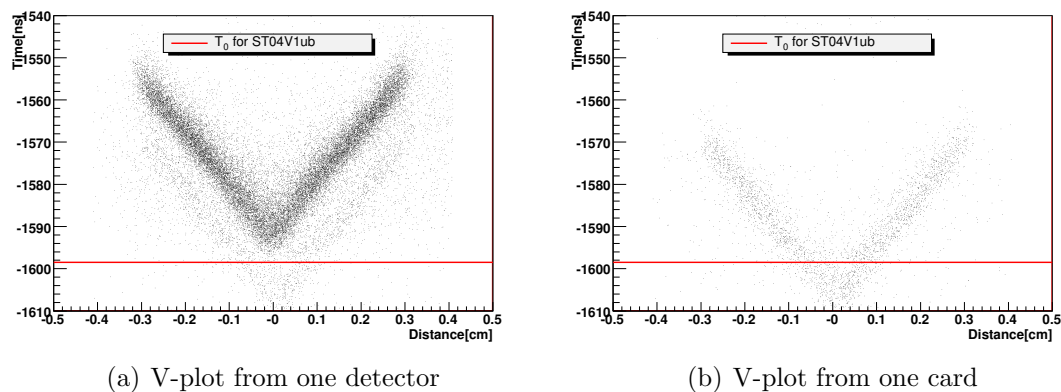 Time[ns]
-1540
-1550
-1560
-1570
-1580
-1590
-1600
-1610
T0 for ST04V1ub
-0.5 -0.4 -0.3 -0.2 -0.1 -0 0.1 0.2 0.3 0.4 0.5
Distance[cm]
(a) V-plot from one detector
Time[ns]
-1540
-1550
-1560
-1570
-1580
-1590
-1600
-1610
T0 for ST04V1ub
-0.5 -0.4 -0.3 -0.2 -0.1 -0 0.1 0.2 0.3 0.4 0.5
Distance[cm]
(b) V-plot from one card